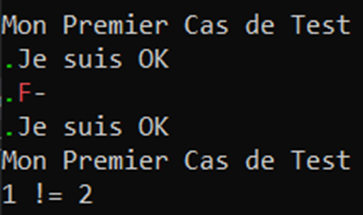 Mon Premier Cas de Test
.Je suis OK
.F-
.Je suis OK
Mon Premier Cas de Test
1 != 2